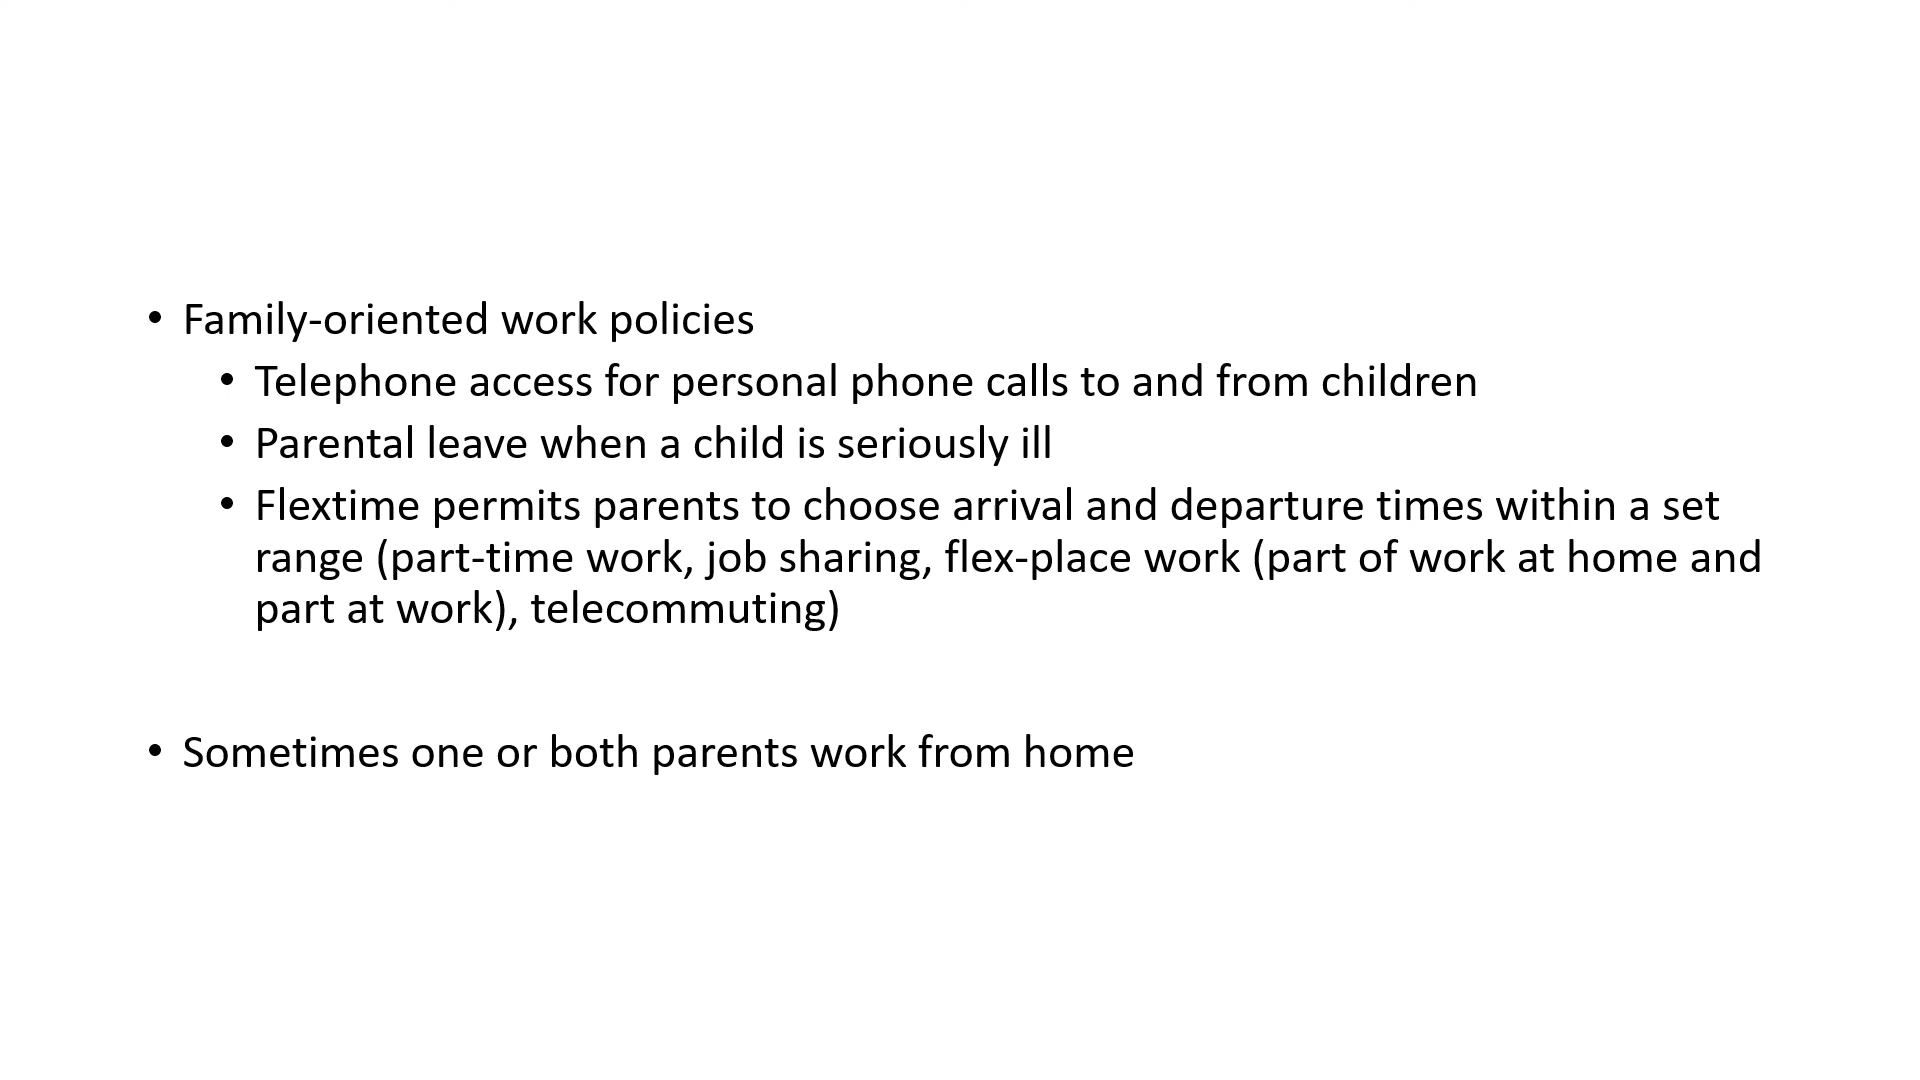 • Family-oriented work policies
• Telephone access for personal phone calls to and from children
• Parental leave when a child is seriously ill
• Flextime permits parents to choose arrival and departure times within a set
range (part-time work, job sharing, flex-place work (part of work at home and
part at work), telecommuting)
• Sometimes one or both parents work from home